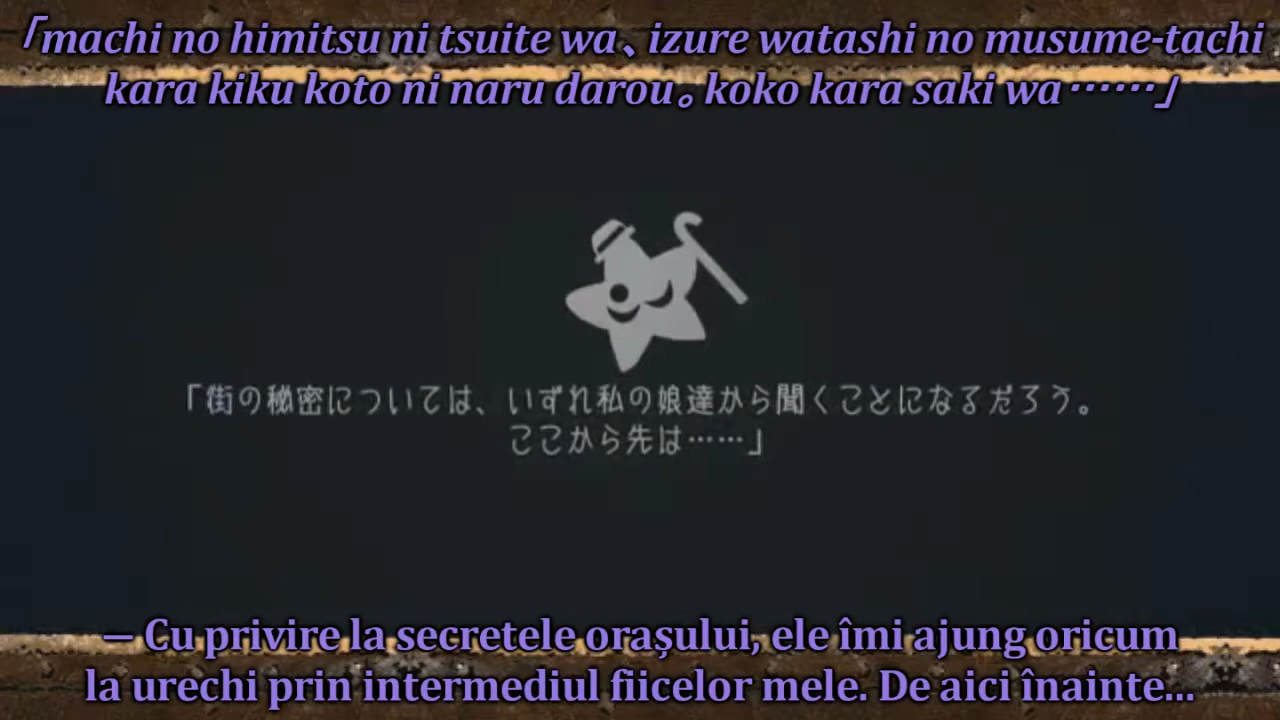 「machi no himitsu ni tsuite wa、izure watashi no musume-tachi
kara kiku koto ni naru darou。koko kara saki wa⋯⋯」
「街の秘密については、いずれ私の娘達から聞くことになるだろう。
ここから先は⋯⋯」
— Cu privire la secretele orașului, ele îmi ajung oricum
la urechi prin intermediul fiicelor mele. De aici înainte...